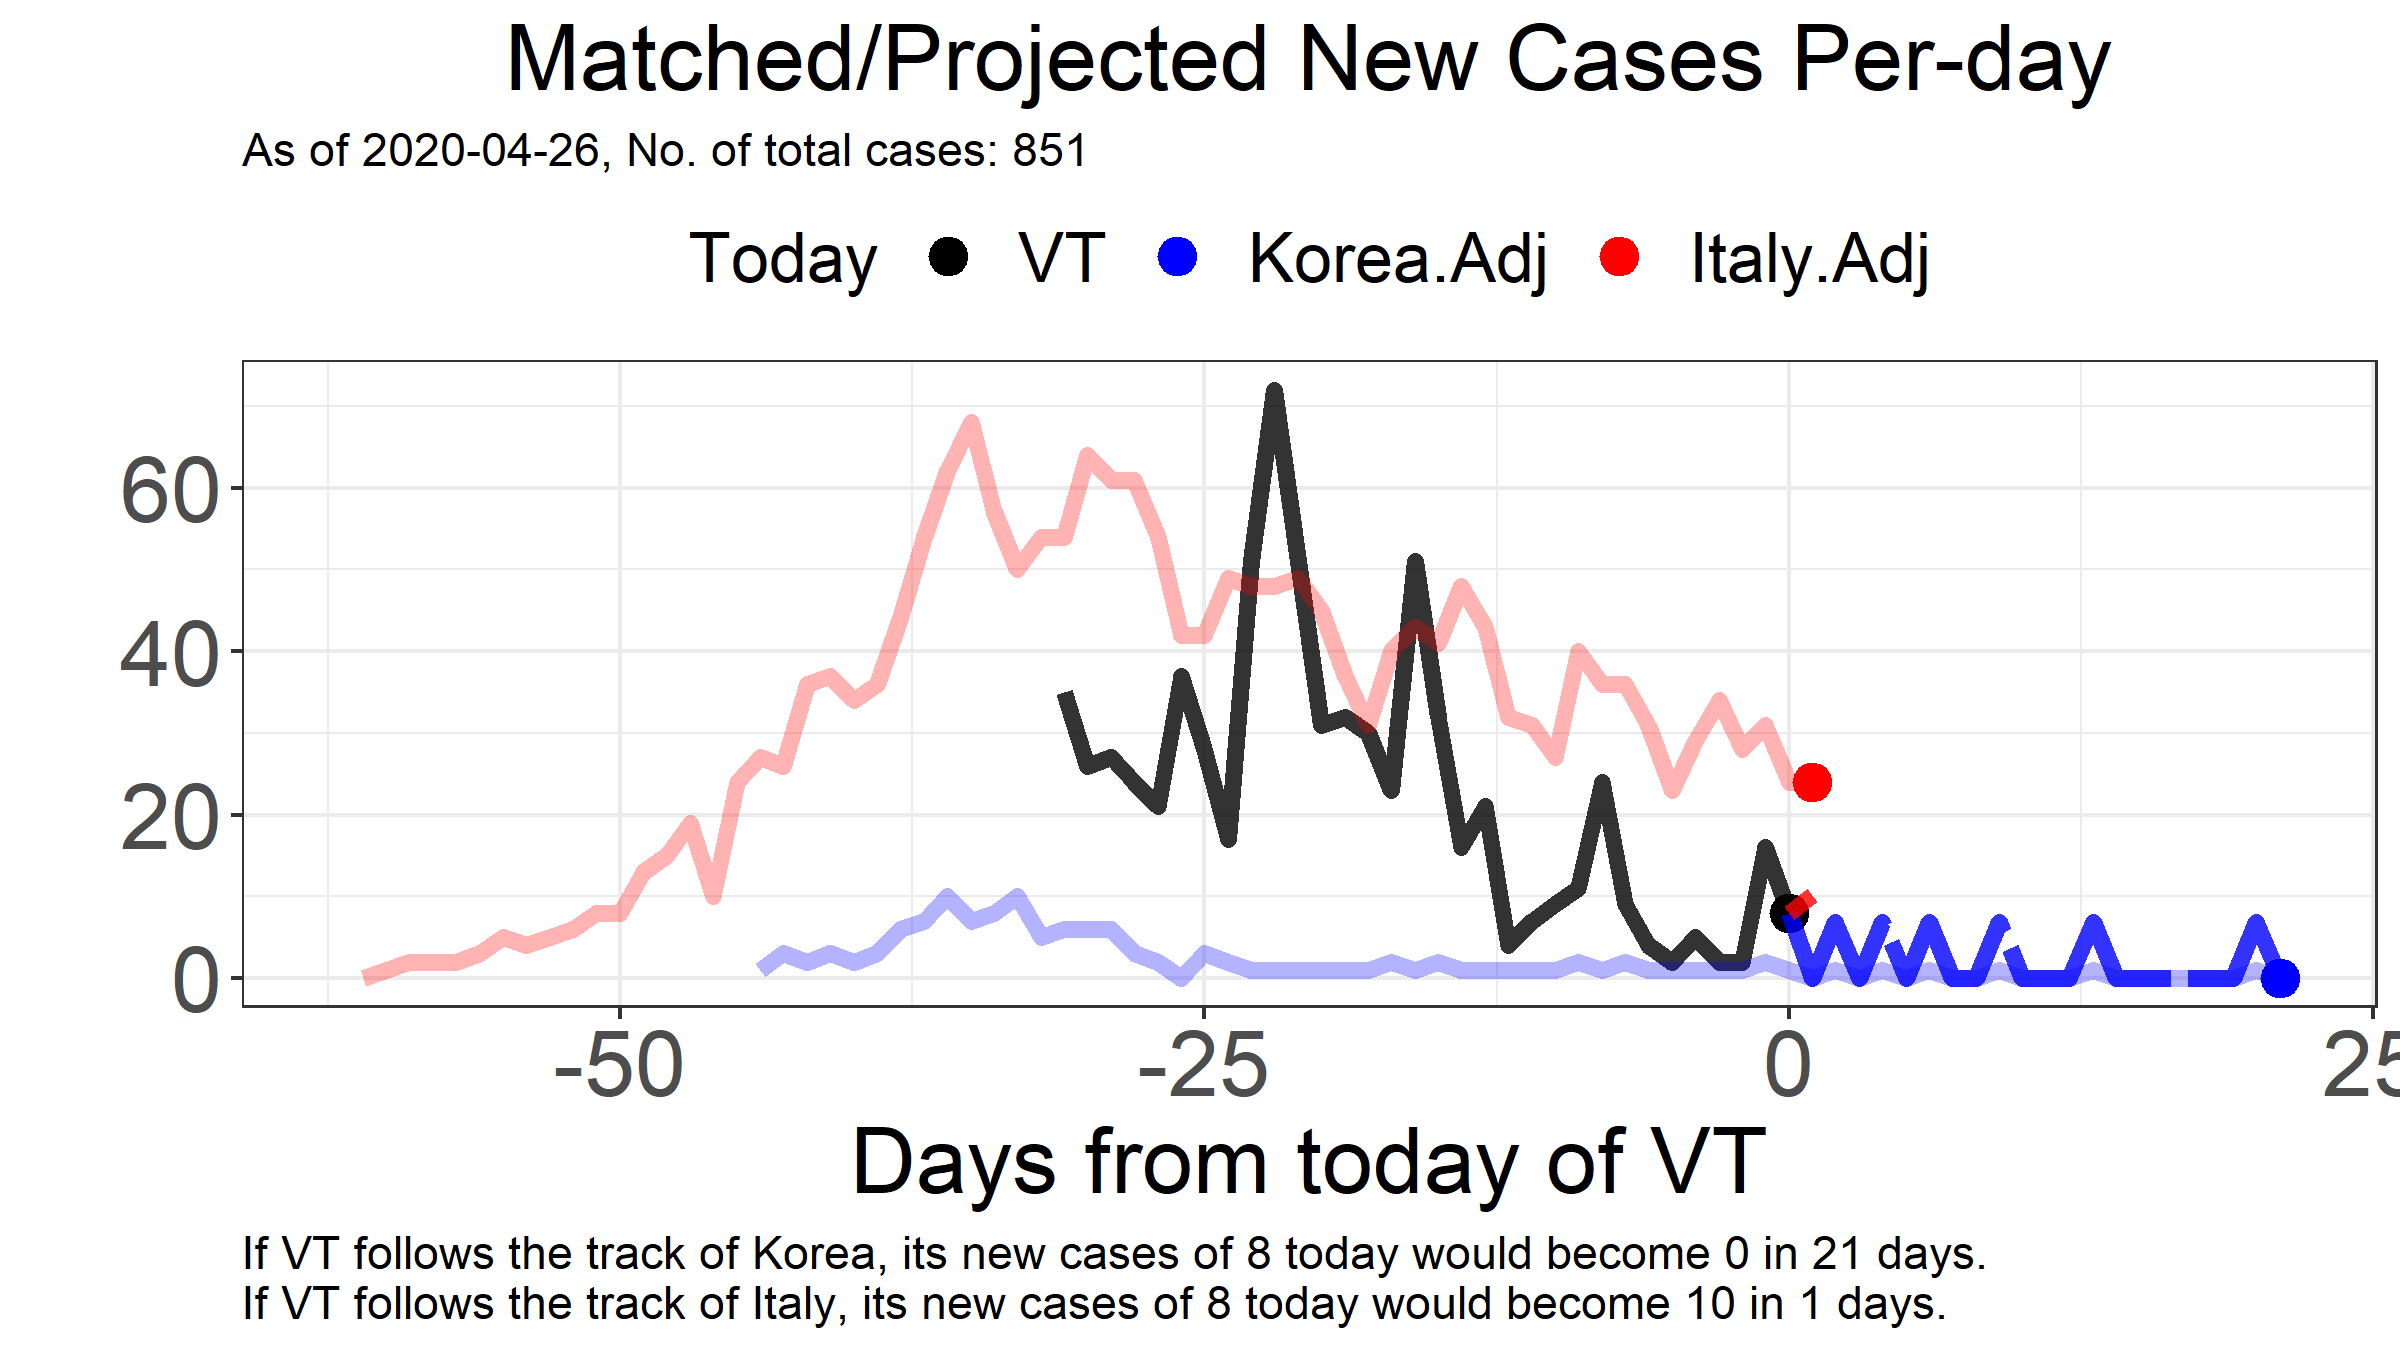 Matched/Projected New Cases Per-day
As of 2020-04-26, No. of total cases: 851
Today VT Korea.Adj Italy.Adj
60
40
20
0
-50 -25 0 25
Days from today of VT
If VT follows the track of Korea, its new cases of 8 today would become 0 in 21 days.
If VT follows the track of Italy, its new cases of 8 today would become 10 in 1 days.